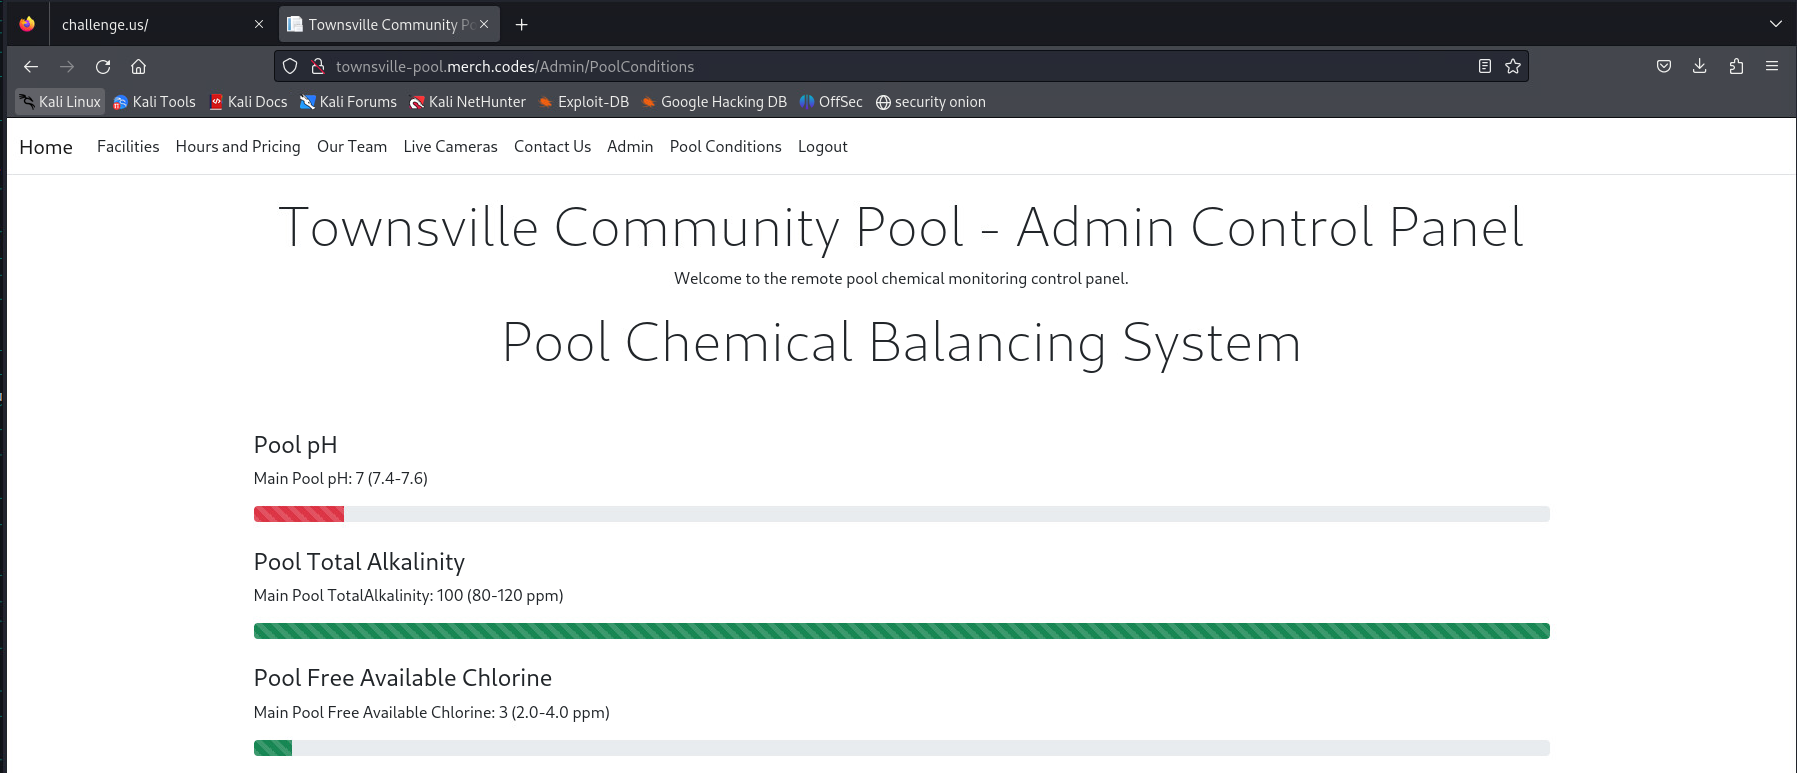 challenge.us/
Townsville Community Po
townsville-pool.merch.codes/Admin/PoolConditions
Kali Linux Kali Tools Kali Docs Kali Forums Kali NetHunter Exploit-DB Google Hacking DB OffSec security onion
Home Facilities Hours and Pricing Our Team Live Cameras Contact Us Admin Pool Conditions Logout
Townsville Community Pool - Admin Control Panel
Welcome to the remote pool chemical monitoring control panel.
Pool Chemical Balancing System
Pool pH
Main Pool pH: 7 (7.4-7.6)
Pool Total Alkalinity
Main Pool TotalAlkalinity: 100 (80-120 ppm)
Pool Free Available Chlorine
Main Pool Free Available Chlorine: 3 (2.0-4.0 ppm)